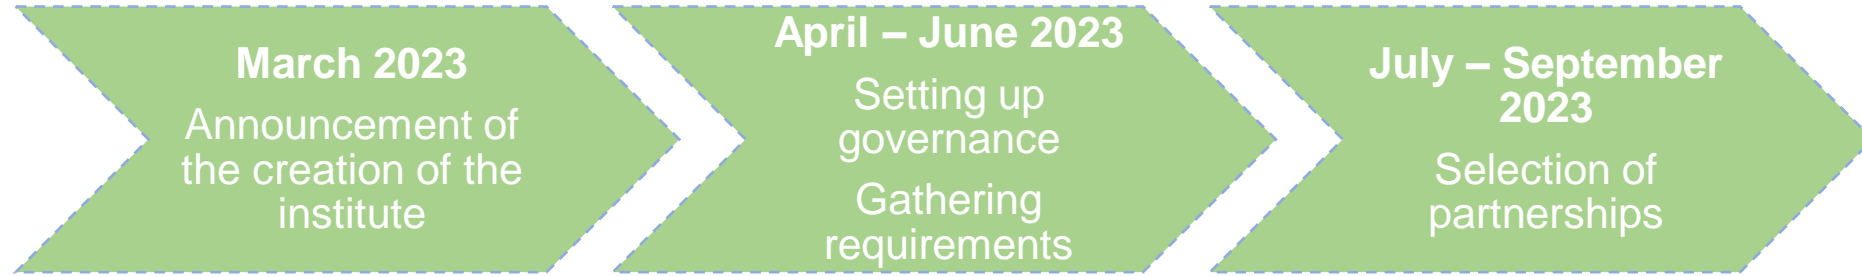 March 2023
Announcement of
the creation of the
institute
April – June 2023
Setting up
governance
Gathering
requirements
July – September
2023
Selection of
partnerships